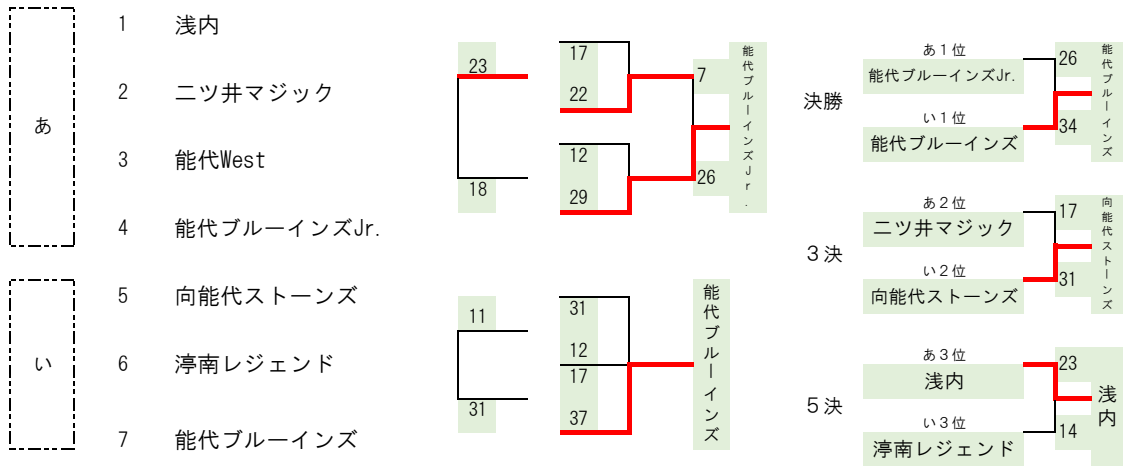 あ
1 浅内
2 二ツ井マジック
3 能代West
4 能代ブルーインズJr.
23
18
17
22
12
29
7
26
能代ブルーインズJr.
い
5 向能代ストーンズ
6 渟南レジェンド
7 能代ブルーインズ
11
31
31
12
17
37
能代ブルーインズ
決勝
あ1位
能代ブルーインズJr.
い1位
能代ブルーインズ
26
34
能代ブルーインズ
3決
あ2位
二ツ井マジック
い2位
向能代ストーンズ
17
31
向能代ストーンズ
5決
あ3位
浅内
い3位
渟南レジェンド
23
14
浅内